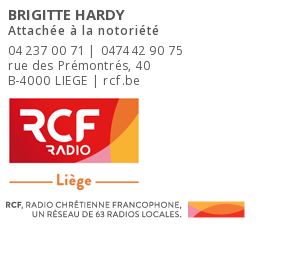 BRIGITTE HARDY
Attachée à la notoriété
04 237 00 71 | 0474 42 90 75
rue des Prémontrés, 40
B-4000 LIEGE | rcf.be
RCF
RADIO
Liège
RCF, RADIO CHRÉTIENNE FRANCOPHONE,
UN RÉSEAU DE 63 RADIOS LOCALES.